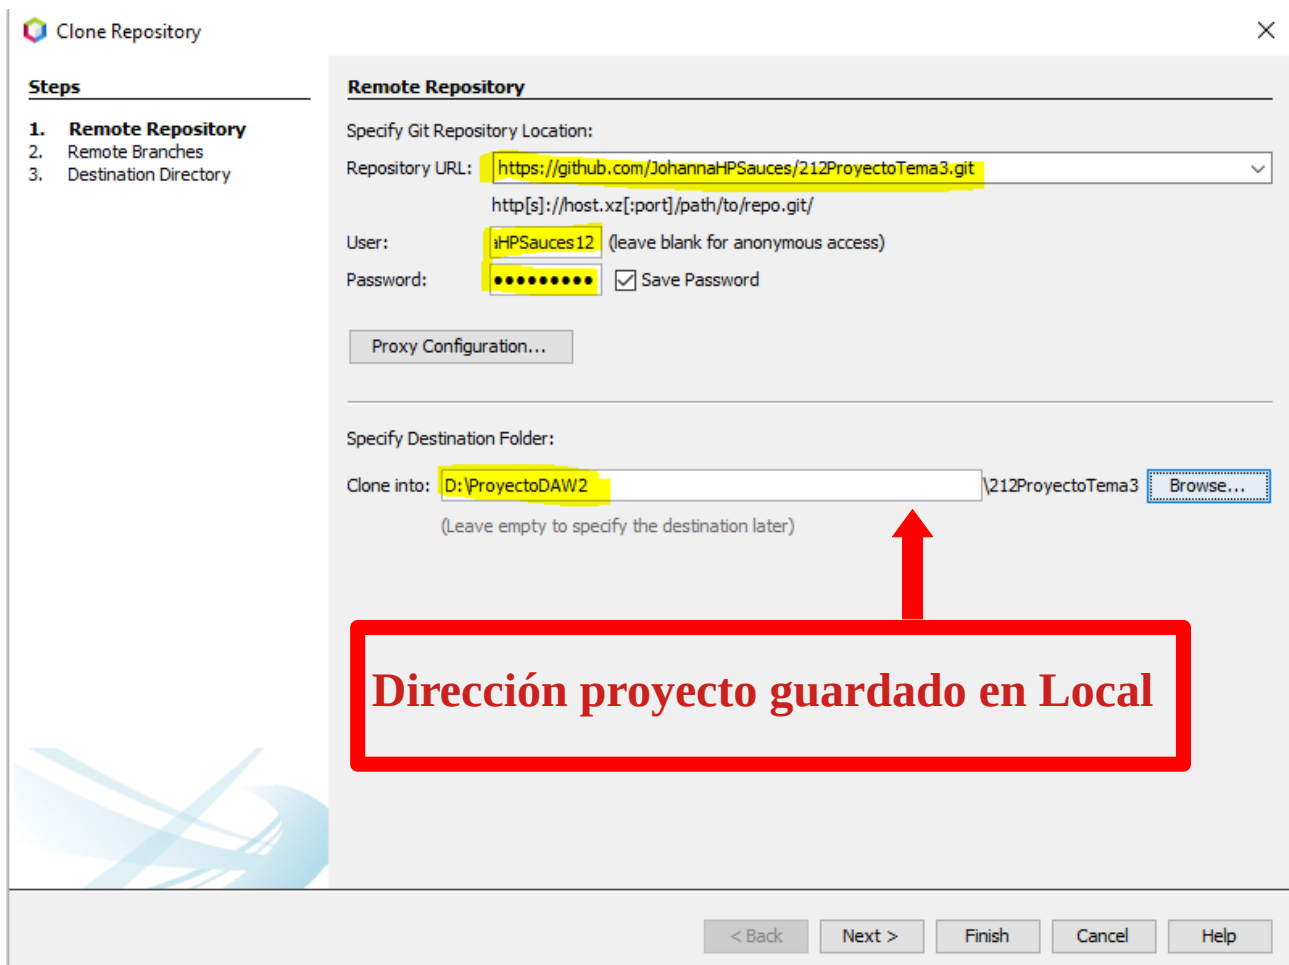 Clone Repository
Steps
1. Remote Repository
2. Remote Branches
3. Destination Directory
Remote Repository
Specify Git Repository Location:
Repository URL: https://github.com/JohannaHPSauces/212ProyectoTema3.git
http[s]://host.xz[:port]/path/to/repo.git/
User: aHPSauces12 (leave blank for anonymous access)
Password: ●●●●●●●●● Save Password
Proxy Configuration...
Specify Destination Folder:
Clone into: D:\ProyectoDAW2 \212ProyectoTema3 Browse...
(Leave empty to specify the destination later)
Dirección proyecto guardado en Local
< Back Next > Finish Cancel Help